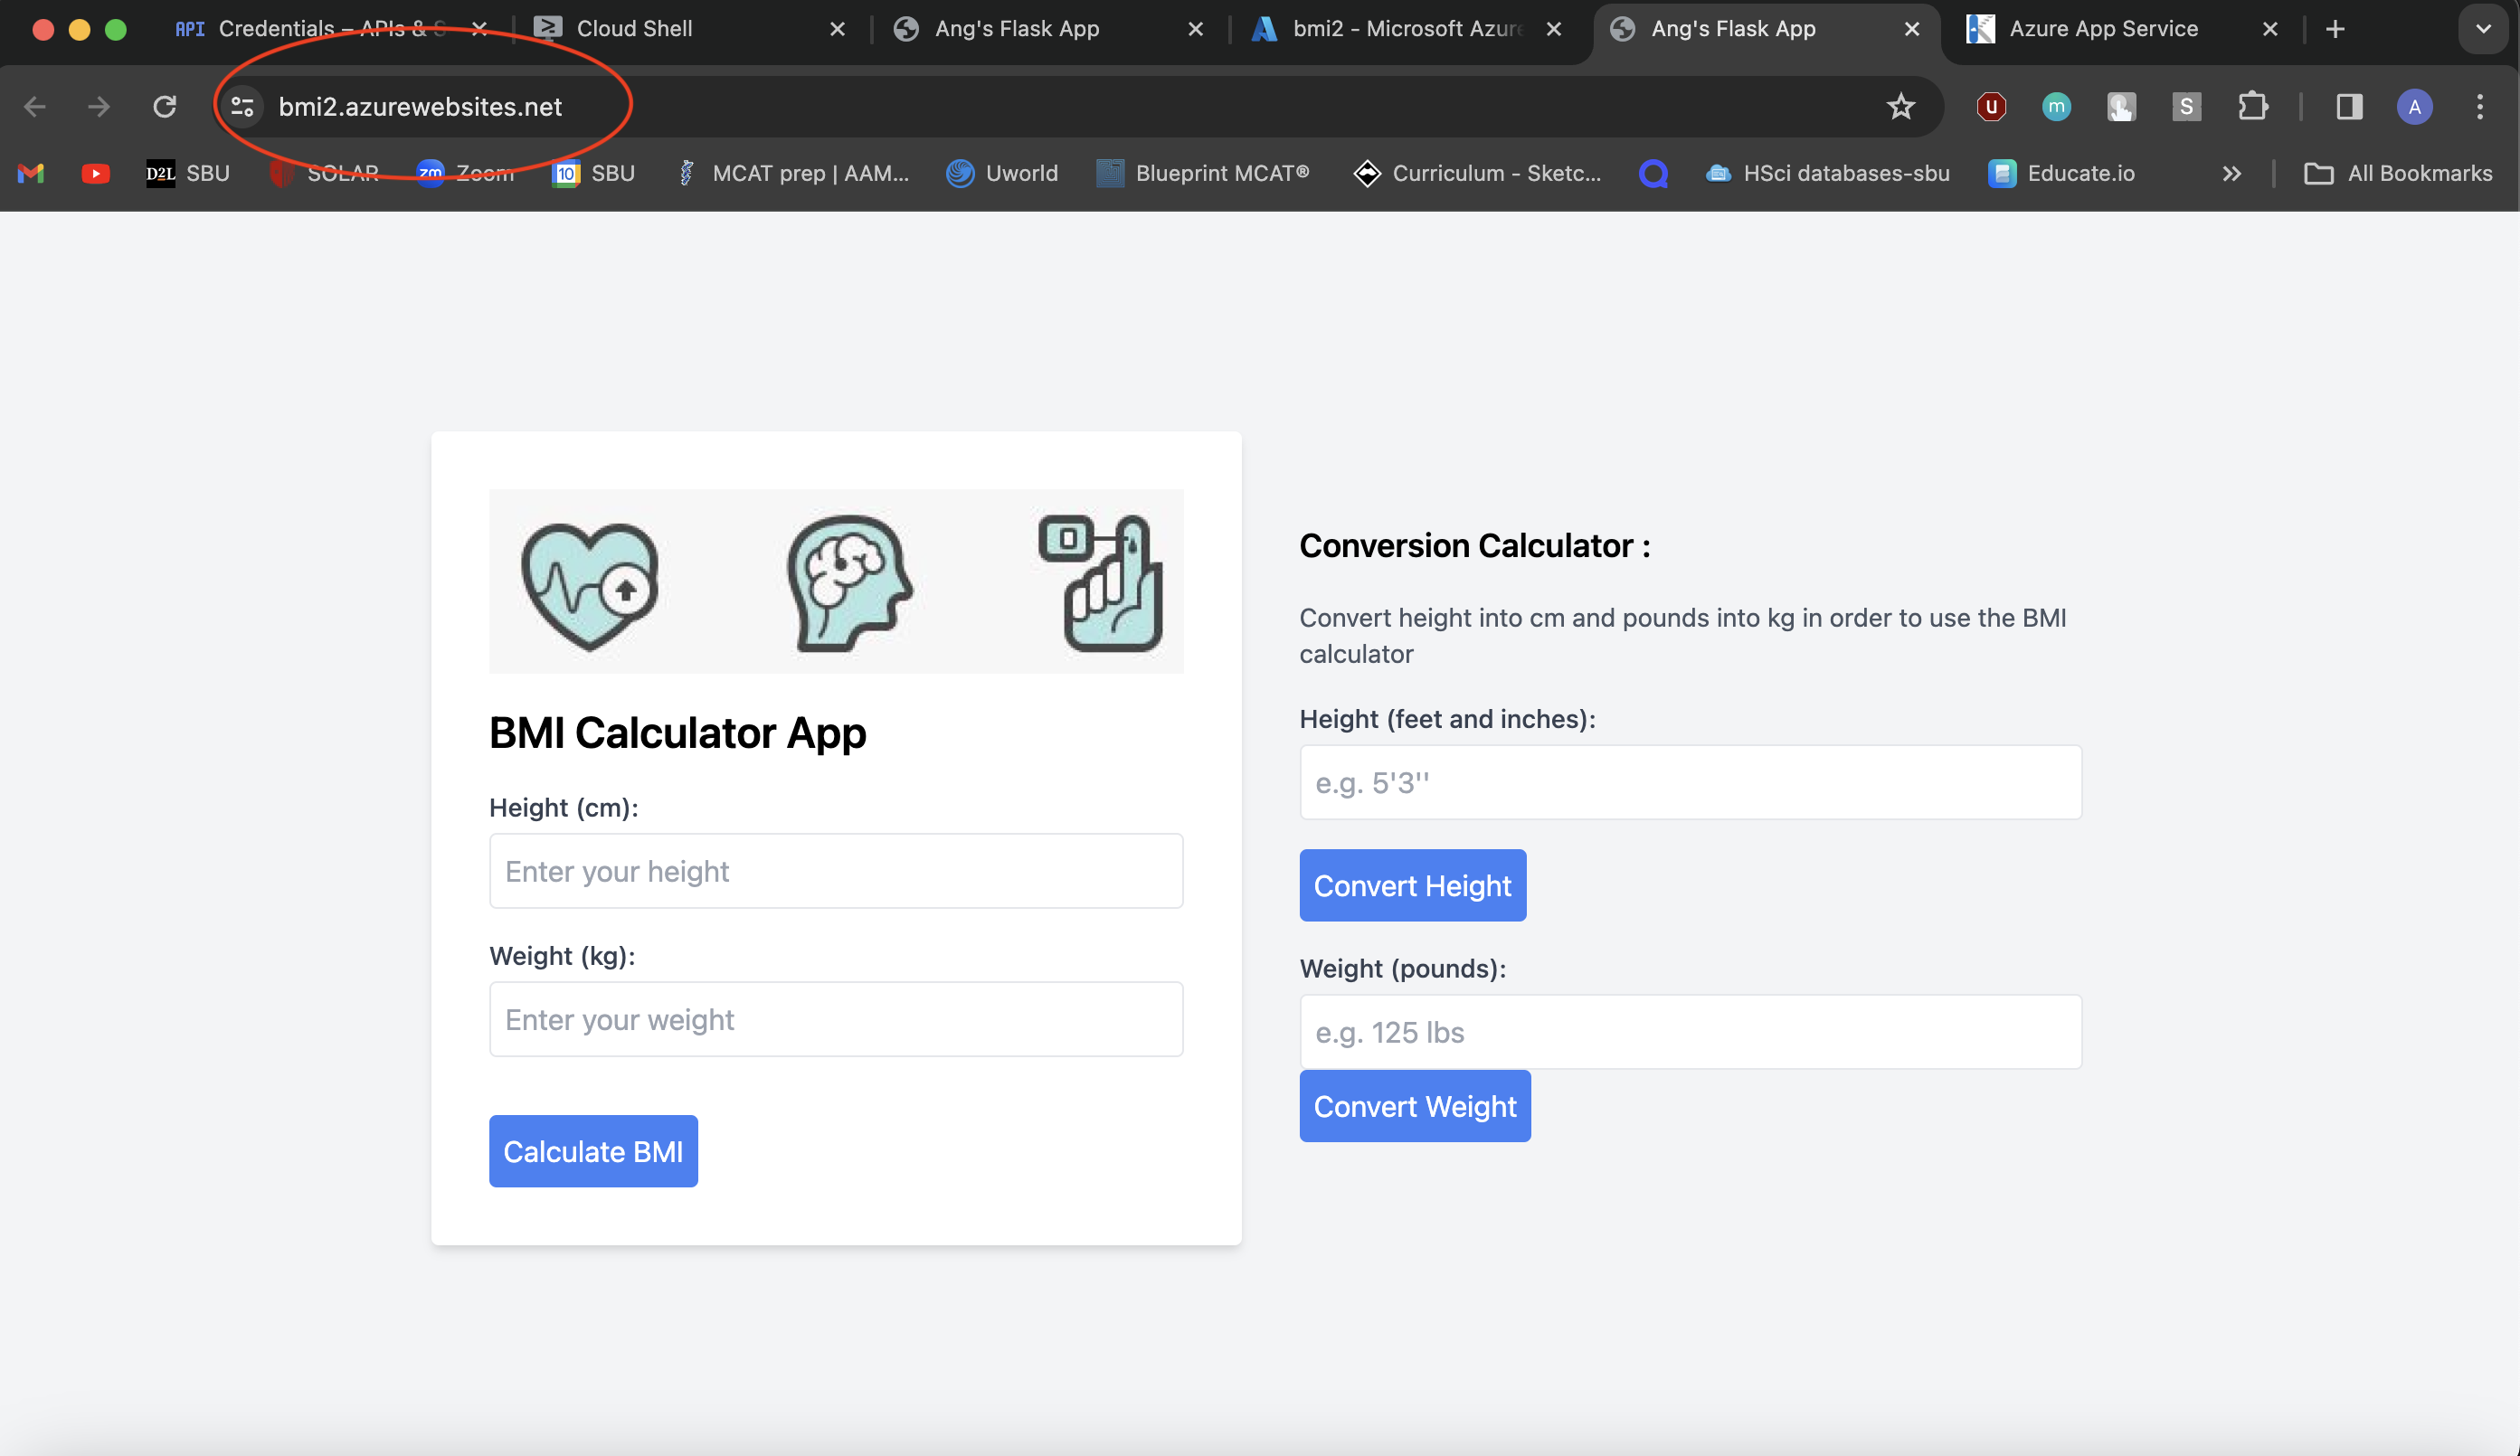 API Credentials – APIs & S
Cloud Shell
Ang's Flask App
bmi2 - Microsoft Azure
Ang's Flask App
Azure App Service
bmi2.azurewebsites.net
U m S A
D2L SBU SOLAR zm Zoom 10 SBU MCAT prep | AAM... Uworld Blueprint MCAT® Curriculum - Sketc... HSci databases-sbu Educate.io » All Bookmarks
BMI Calculator App
Height (cm):
Enter your height
Weight (kg):
Enter your weight
Calculate BMI
Conversion Calculator :
Convert height into cm and pounds into kg in order to use the BMI
calculator
Height (feet and inches):
e.g. 5'3''
Convert Height
Weight (pounds):
e.g. 125 lbs
Convert Weight